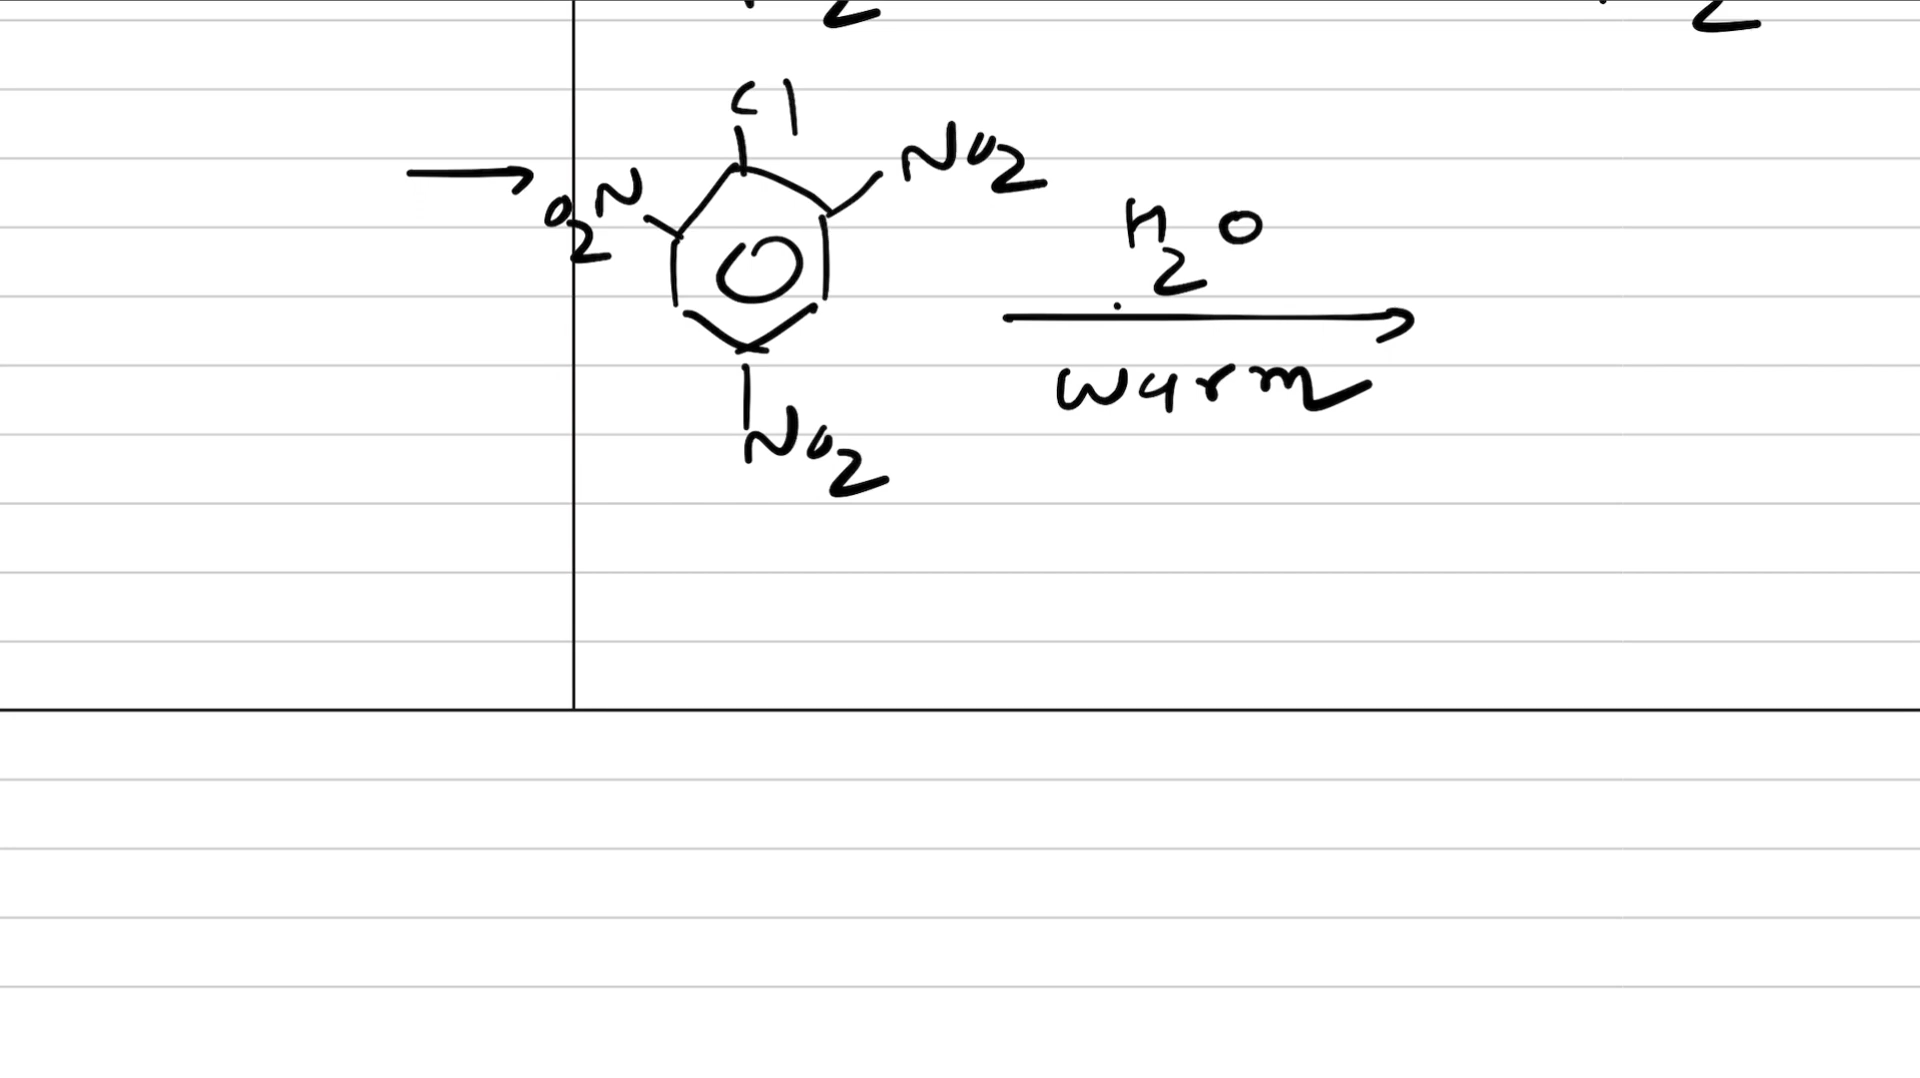 Cl
→ O2N NO2
H2O
warm
NO2